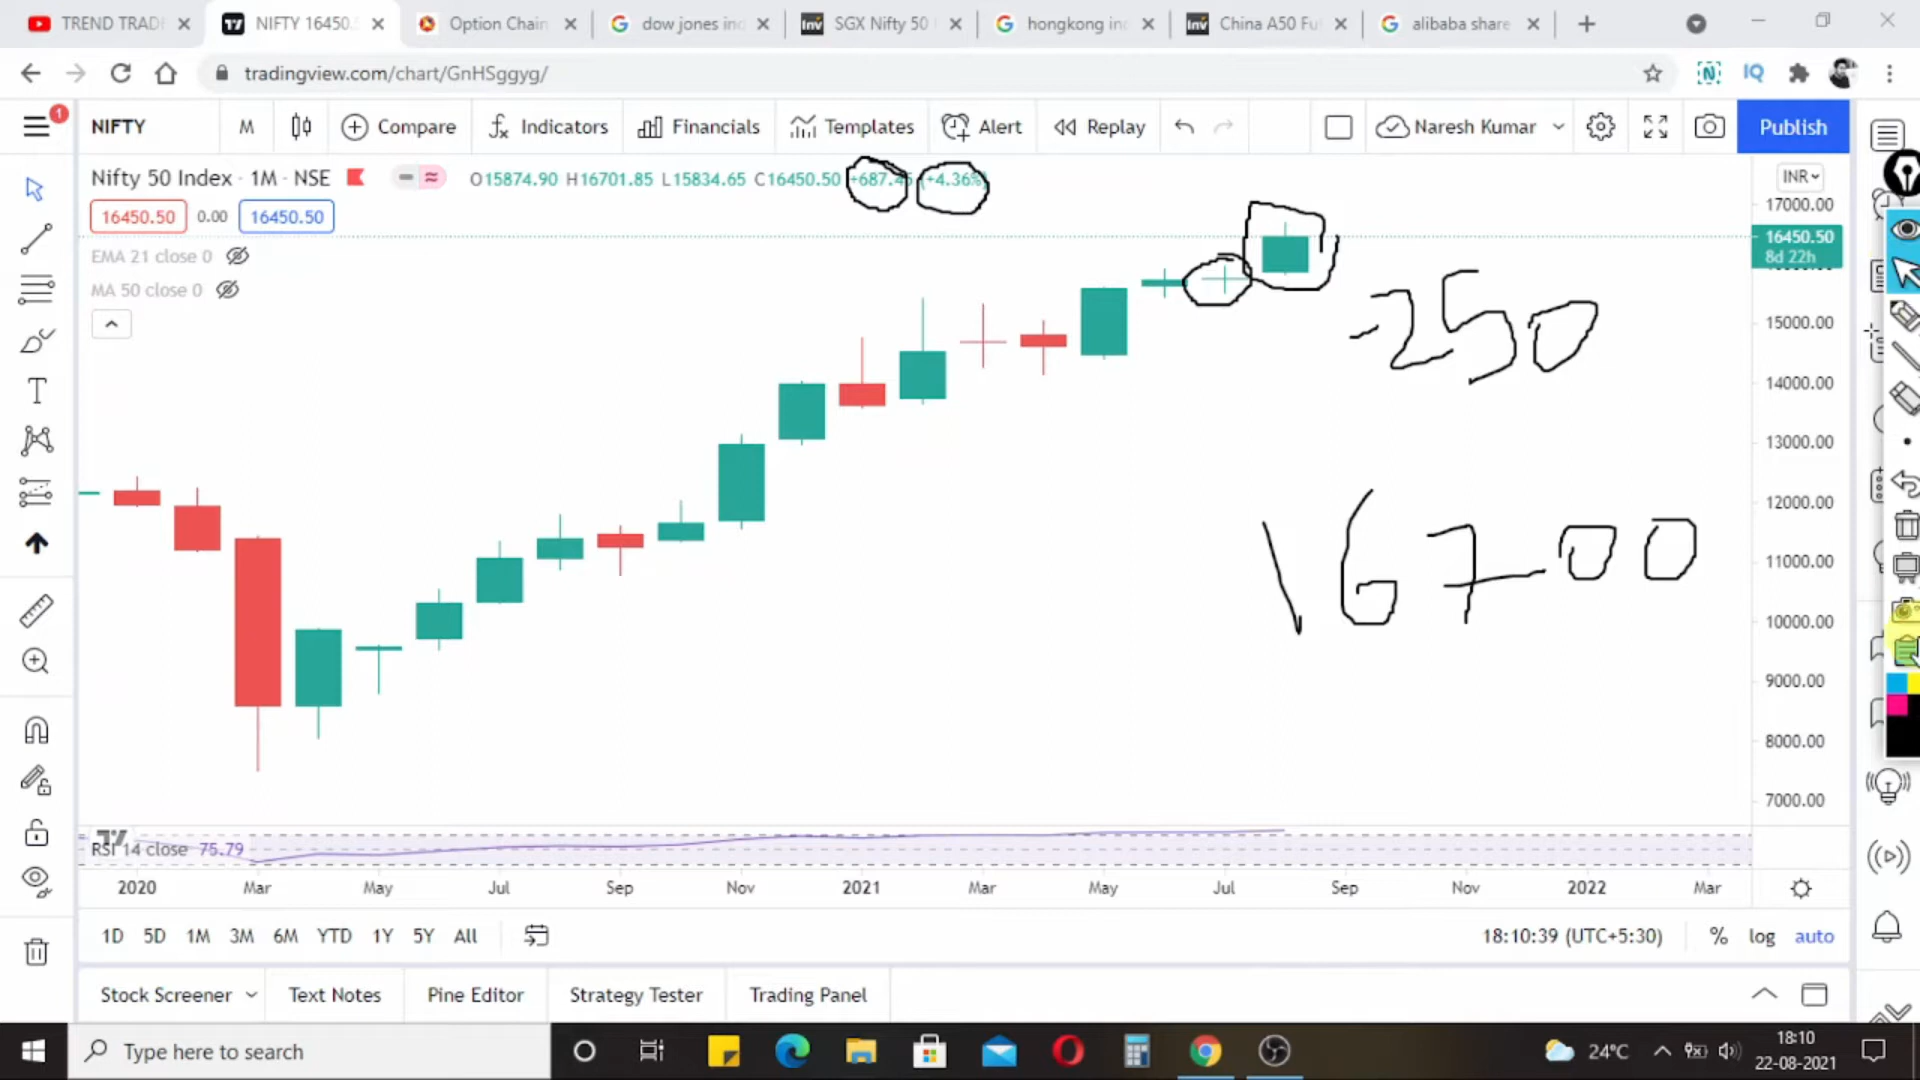 TREND TRAD
NIFTY 16450.
Option Chain
dow jones ind
SGX Nifty 50
hongkong in
China A50 Fu
alibaba share
tradingview.com/chart/GnHSggyg/
IQ
1
NIFTY
M
Compare
Indicators
Financials
Templates
Alert
Replay
Naresh Kumar
Publish
Nifty 50 Index · 1M · NSE
O15874.90 H16701.85 L15834.65 C16450.50 +687.45 (+4.36%)
INR
16450.50 0.00 16450.50
EMA 21 close 0
MA 50 close 0
17000.00
16450.50
8d 22h
15000.00
14000.00
13000.00
12000.00
11000.00
10000.00
9000.00
8000.00
7000.00
-250
16700
RSI 14 close 75.79
2020 Mar May Jul Sep Nov 2021 Mar May Jul Sep Nov 2022 Mar
1D 5D 1M 3M 6M YTD 1Y 5Y All
18:10:39 (UTC+5:30) % log auto
Stock Screener Text Notes Pine Editor Strategy Tester Trading Panel
Type here to search
24°C
18:10
22-08-2021